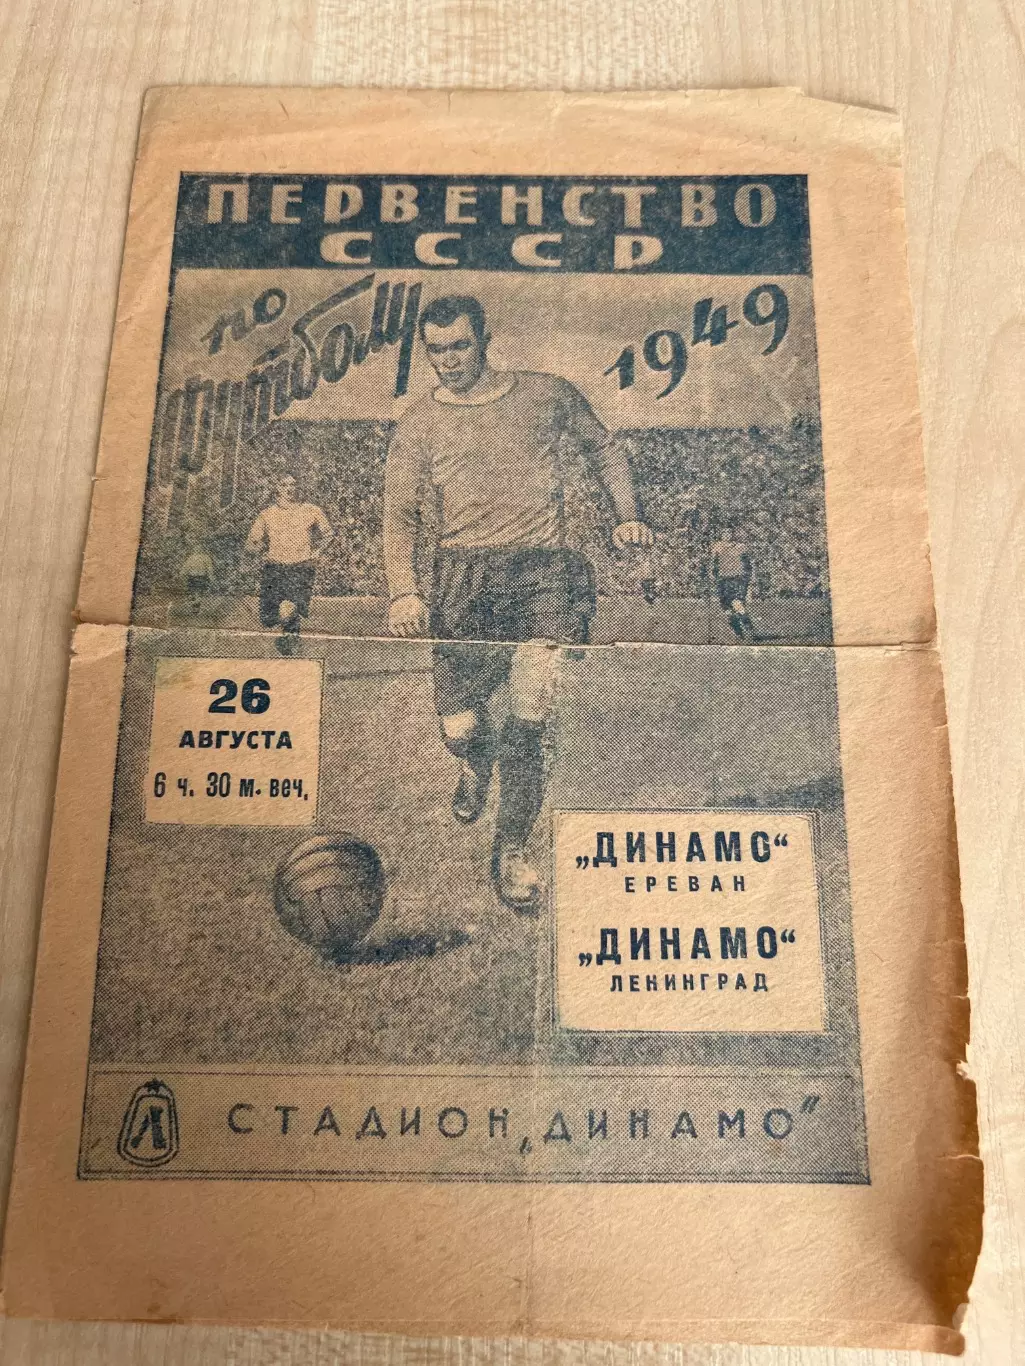 ПЕРВЕНСТВО
СССР
по
футболу
1949
26
АВГУСТА
6 ч. 30 м. веч.
„ДИНАМО“
ЕРЕВАН
„ДИНАМО“
ЛЕНИНГРАД
Л
СТАДИОН „ДИНАМО"